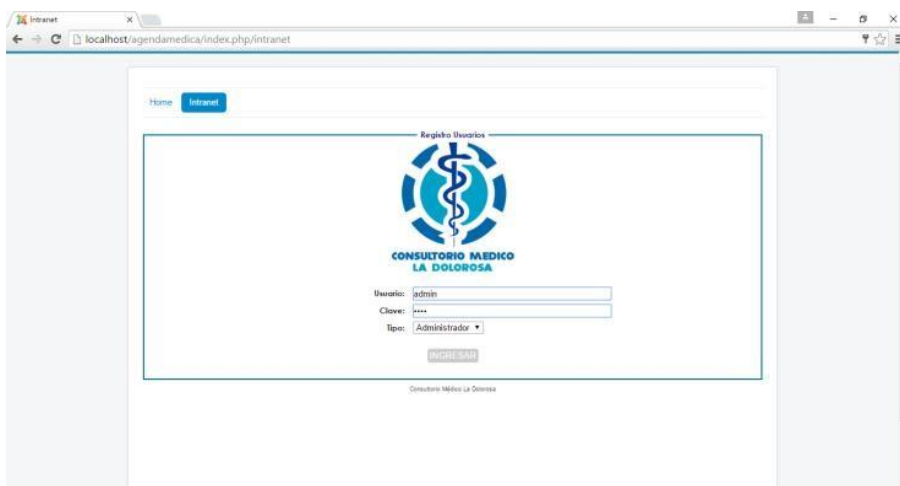 Intranet
localhost/agendamedica/index.php/intranet
Home Intranet
Registro Usuarios
CONSULTORIO MEDICO
LA DOLOROSA
Usuario: admin
Clave: ••••
Tipo: Administrador
INGRESAR
Consultorio Médico La Dolorosa